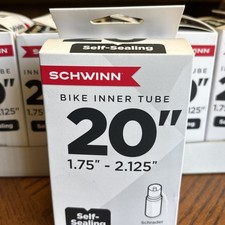 Self-Sealing
SCHWINN
BIKE INNER TUBE
20"
1.75" - 2.125"
Self-
Sealing
Schrader